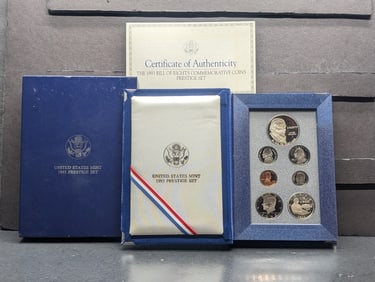 Certificate of Authenticity
THE 1993 BILL OF RIGHTS COMMEMORATIVE COINS
PRESTIGE SET
UNITED STATES MINT
1993 PRESTIGE SET
UNITED STATES MINT
1993 PRESTIGE SET